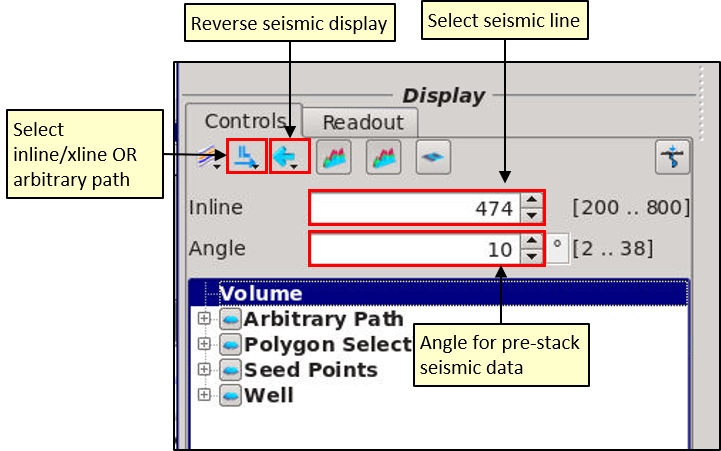 Reverse seismic display
Select seismic line
Display
Controls
Readout
Select
inline/xline OR
arbitrary path
Inline
474
[200 .. 800]
Angle
10
°
[2 .. 38]
Volume
Arbitrary Path
Polygon Select
Seed Points
Well
Angle for pre-stack
seismic data